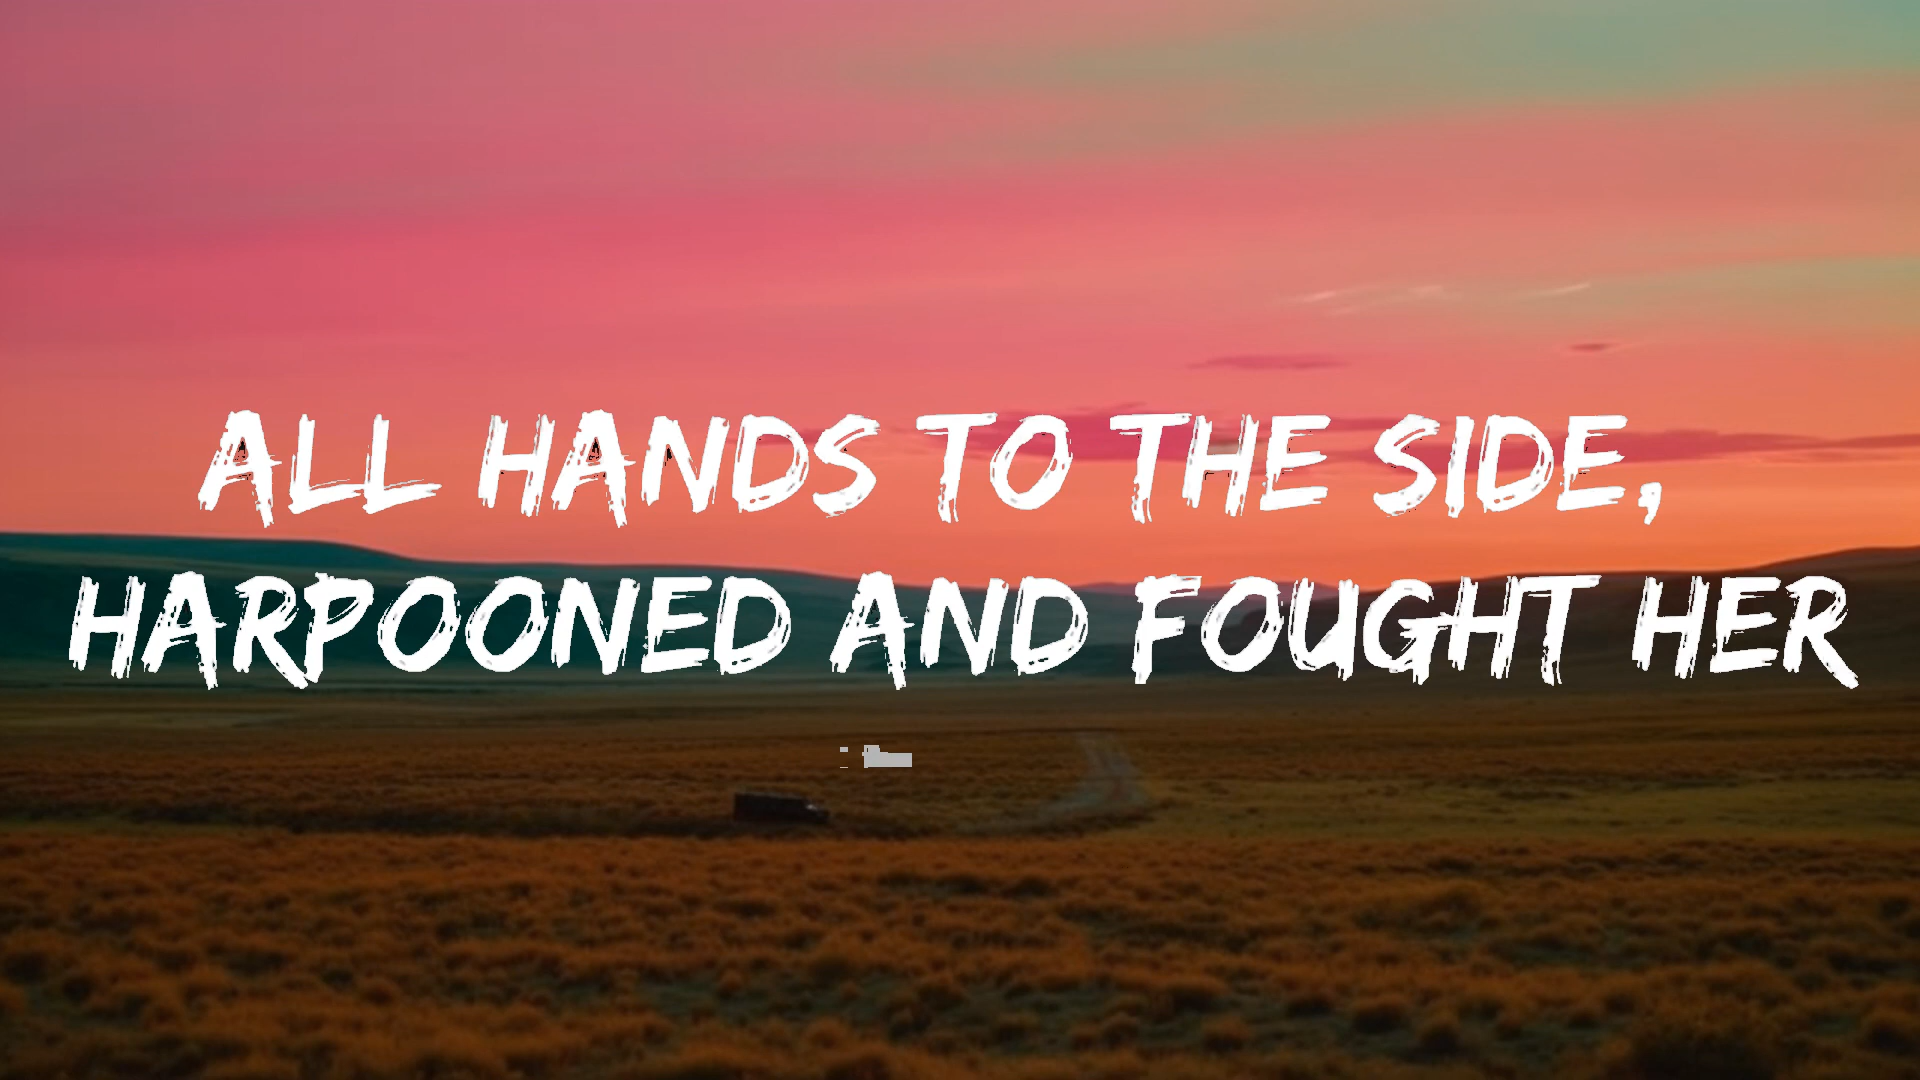 ALL HANDS TO THE SIDE,
HARPOONED AND FOUGHT HER